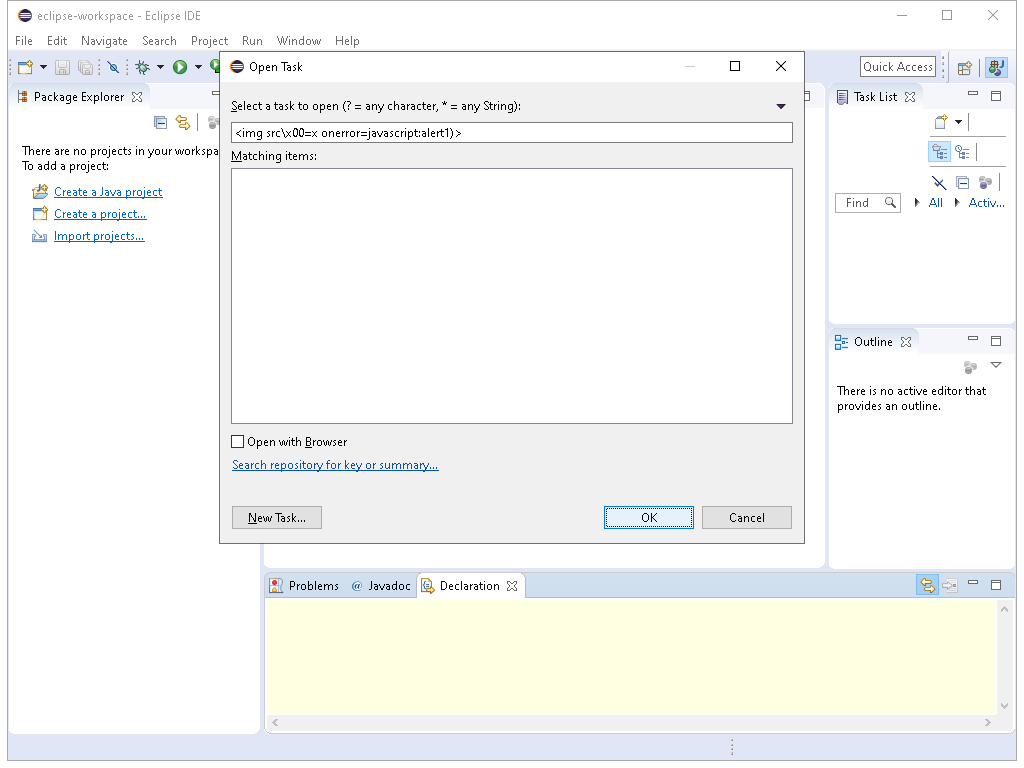 eclipse-workspace - Eclipse IDE
File Edit Navigate Search Project Run Window Help
Quick Access
Open Task
Select a task to open (? = any character, * = any String):
<img src\x00=x onerror=javascript:alert1)>
Matching items:
Open with Browser
Search repository for key or summary...
New Task...
OK
Cancel
Package Explorer
There are no projects in your workspa
To add a project:
Create a Java project
Create a project...
Import projects...
Task List
Find
All
Activ...
Outline
There is no active editor that
provides an outline.
Problems
@ Javadoc
Declaration